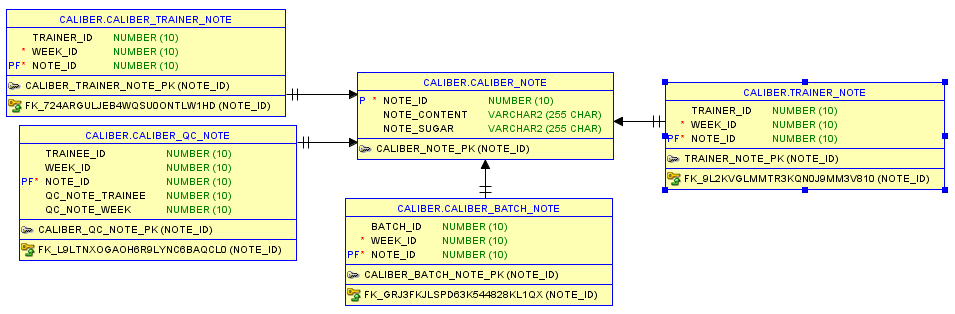 CALIBER.CALIBER_TRAINER_NOTE
TRAINER_ID NUMBER (10)
* WEEK_ID NUMBER (10)
PF* NOTE_ID NUMBER (10)
CALIBER_TRAINER_NOTE_PK (NOTE_ID)
FK_724ARGULJEB4WQSU0ONTLW1HD (NOTE_ID)
CALIBER.CALIBER_QC_NOTE
TRAINEE_ID NUMBER (10)
WEEK_ID NUMBER (10)
PF* NOTE_ID NUMBER (10)
QC_NOTE_TRAINEE NUMBER (10)
QC_NOTE_WEEK NUMBER (10)
CALIBER_QC_NOTE_PK (NOTE_ID)
FK_L9LTNXOGAOH6R9LYNC6BAQCL0 (NOTE_ID)
CALIBER.CALIBER_NOTE
P * NOTE_ID NUMBER (10)
NOTE_CONTENT VARCHAR2 (255 CHAR)
NOTE_SUGAR VARCHAR2 (255 CHAR)
CALIBER_NOTE_PK (NOTE_ID)
CALIBER.CALIBER_BATCH_NOTE
BATCH_ID NUMBER (10)
* WEEK_ID NUMBER (10)
PF* NOTE_ID NUMBER (10)
CALIBER_BATCH_NOTE_PK (NOTE_ID)
FK_GRJ3FKJLSPD63K544828KL1QX (NOTE_ID)
CALIBER.TRAINER_NOTE
TRAINER_ID NUMBER (10)
* WEEK_ID NUMBER (10)
PF* NOTE_ID NUMBER (10)
TRAINER_NOTE_PK (NOTE_ID)
FK_9L2KVGLMMTR3KQN0J9MM3V810 (NOTE_ID)